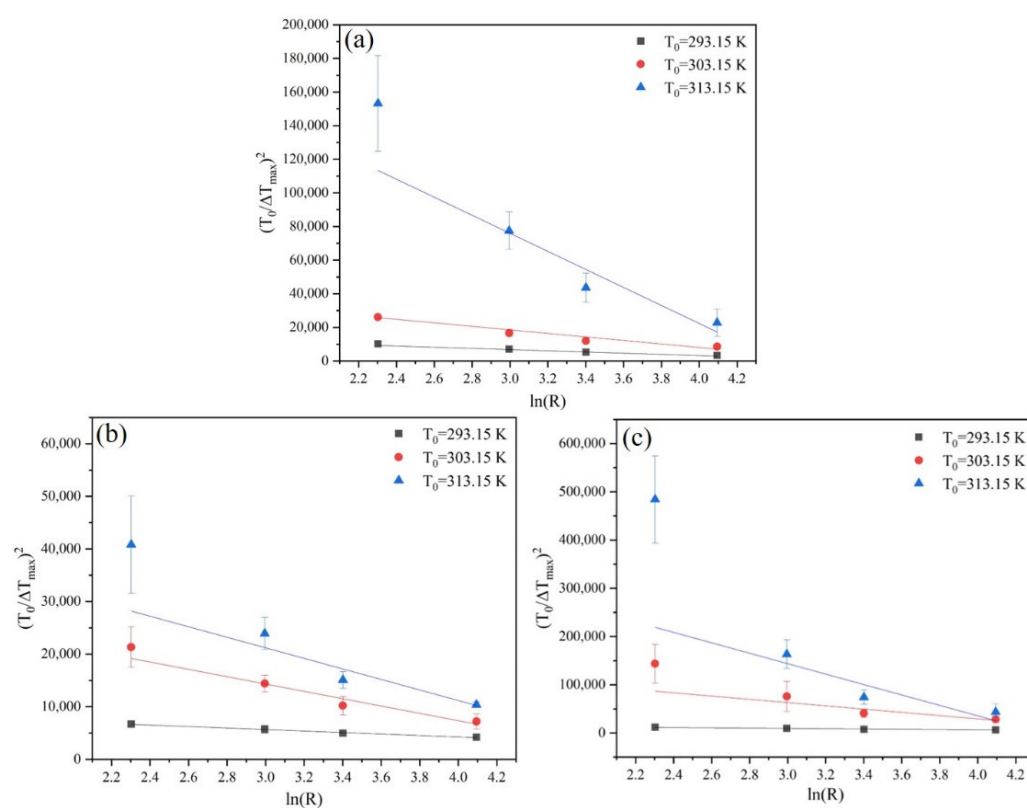 (a)
T₀=293.15 K
T₀=303.15 K
T₀=313.15 K
(T₀/ΔTmax)²
200,000
180,000
160,000
140,000
120,000
100,000
80,000
60,000
40,000
20,000
0
2.2 2.4 2.6 2.8 3.0 3.2 3.4 3.6 3.8 4.0 4.2
ln(R)
(b)
T₀=293.15 K
T₀=303.15 K
T₀=313.15 K
(T₀/ΔTmax)²
60,000
50,000
40,000
30,000
20,000
10,000
0
2.2 2.4 2.6 2.8 3.0 3.2 3.4 3.6 3.8 4.0 4.2
ln(R)
(c)
T₀=293.15 K
T₀=303.15 K
T₀=313.15 K
(T₀/ΔTmax)²
600,000
500,000
400,000
300,000
200,000
100,000
0
2.2 2.4 2.6 2.8 3.0 3.2 3.4 3.6 3.8 4.0 4.2
ln(R)